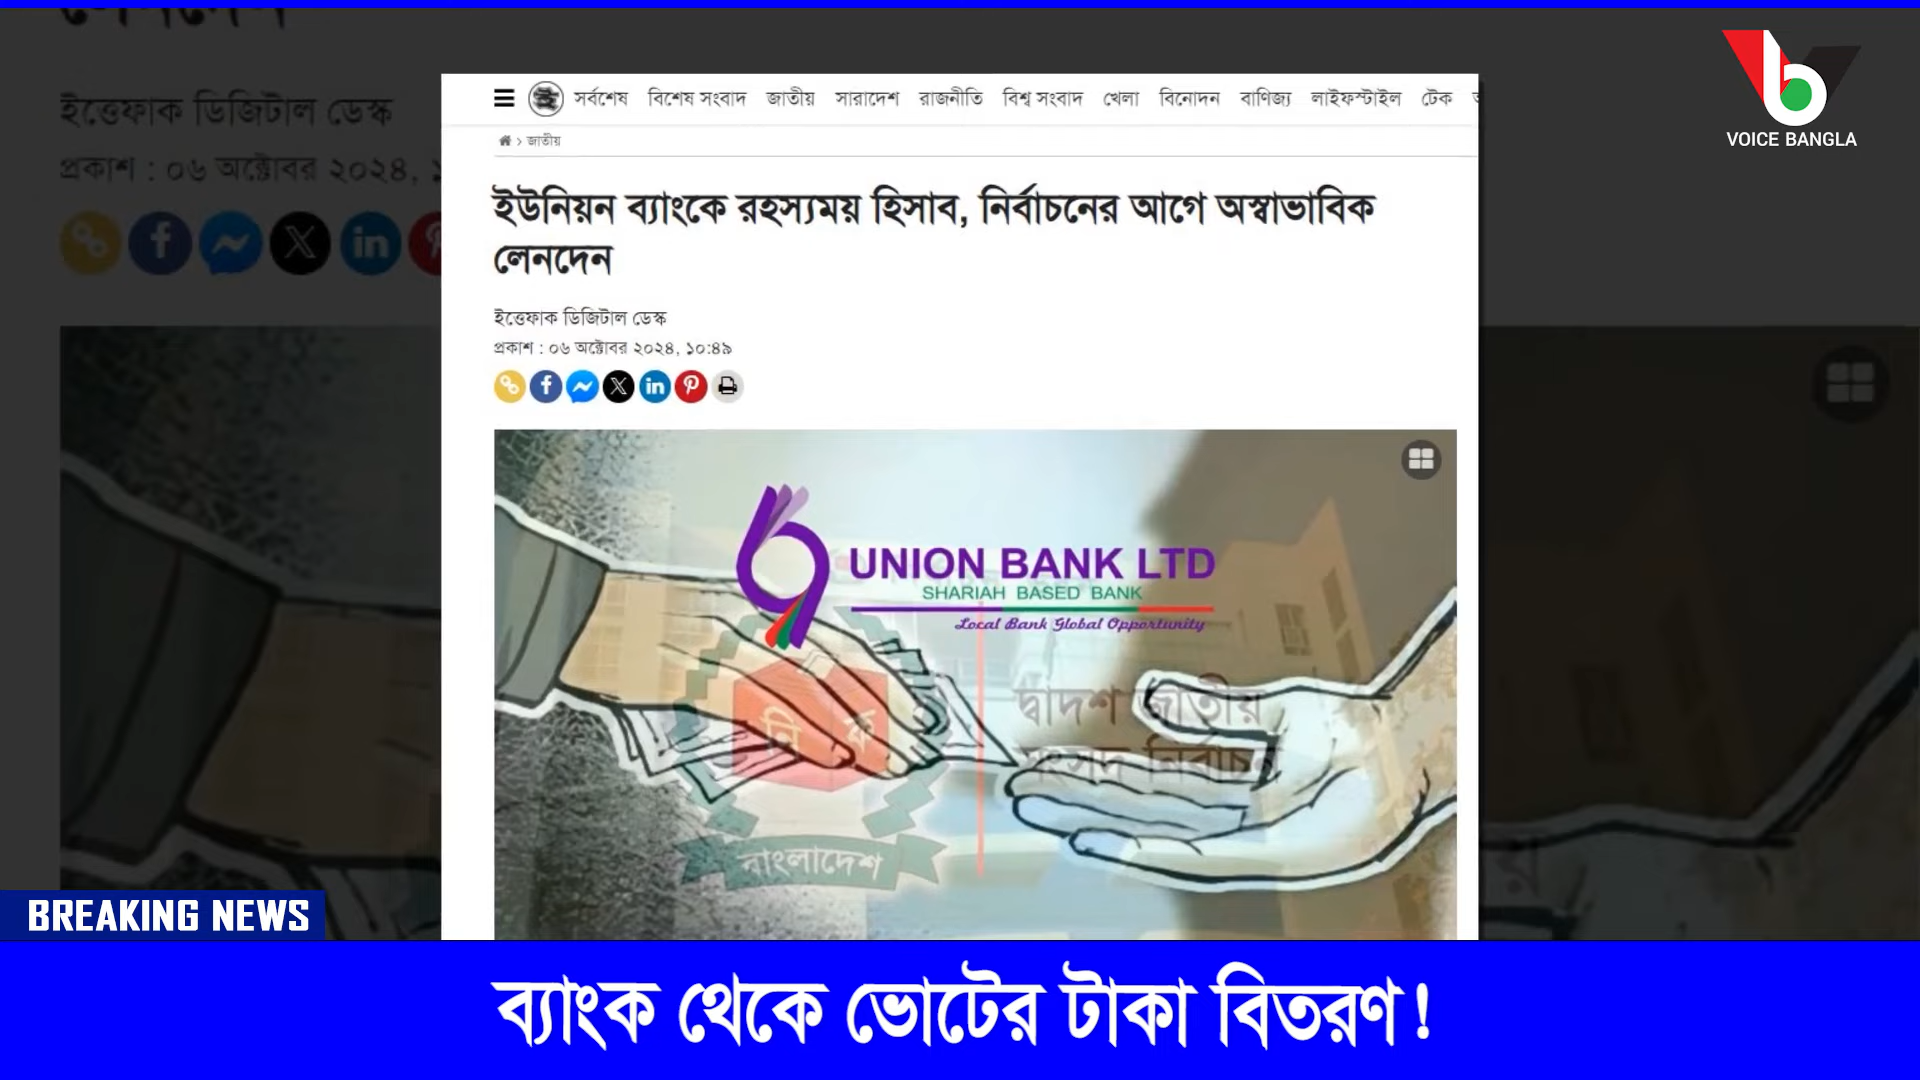 ইত্তেফাক ডিজিটাল ডেস্ক
প্রকাশ : ০৬ অক্টোবর ২০২৪,
VOICE BANGLA
সর্বশেষ বিশেষ সংবাদ জাতীয় সারাদেশ রাজনীতি বিশ্ব সংবাদ খেলা বিনোদন বাণিজ্য লাইফস্টাইল টেক
> জাতীয়
ইউনিয়ন ব্যাংকে রহস্যময় হিসাব, নির্বাচনের আগে অস্বাভাবিক
লেনদেন
ইত্তেফাক ডিজিটাল ডেস্ক
প্রকাশ : ০৬ অক্টোবর ২০২৪, ১০:৪৯
UNION BANK LTD
SHARIAH BASED BANK
Local Bank Global Opportunity
নি ক
দ্বাদশ জাতীয়
সংসদ নির্বাচন
বাংলাদেশ
BREAKING NEWS
ব্যাংক থেকে ভোটের টাকা বিতরণ!